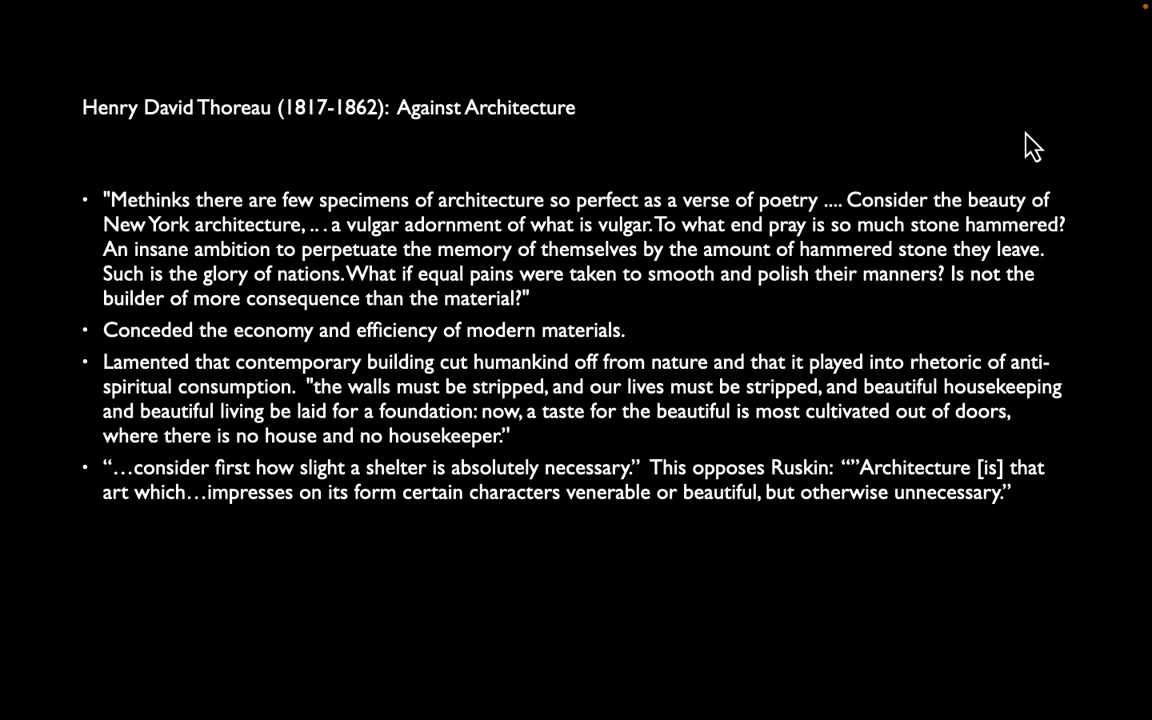 Henry David Thoreau (1817-1862): Against Architecture
• "Methinks there are few specimens of architecture so perfect as a verse of poetry .... Consider the beauty of
New York architecture, .. . a vulgar adornment of what is vulgar. To what end pray is so much stone hammered?
An insane ambition to perpetuate the memory of themselves by the amount of hammered stone they leave.
Such is the glory of nations. What if equal pains were taken to smooth and polish their manners? Is not the
builder of more consequence than the material?"
• Conceded the economy and efficiency of modern materials.
• Lamented that contemporary building cut humankind off from nature and that it played into rhetoric of anti-
spiritual consumption. "the walls must be stripped, and our lives must be stripped, and beautiful housekeeping
and beautiful living be laid for a foundation: now, a taste for the beautiful is most cultivated out of doors,
where there is no house and no housekeeper.”
• “…consider first how slight a shelter is absolutely necessary.” This opposes Ruskin: “”Architecture [is] that
art which…impresses on its form certain characters venerable or beautiful, but otherwise unnecessary.”